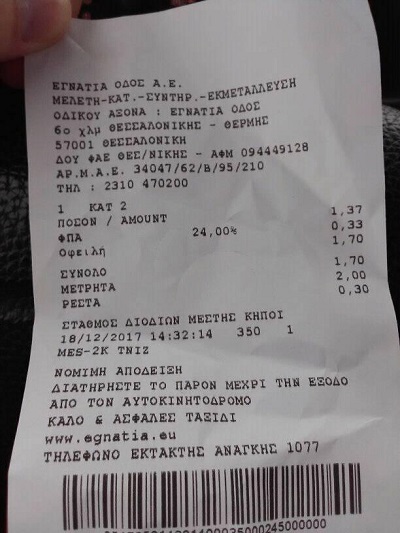 ΕΓΝΑΤΙΑ ΟΔΟΣ Α.Ε.
ΜΕΛΕΤΗ-ΚΑΤ.-ΣΥΝΤΗΡ.-ΕΚΜΕΤΑΛΛΕΥΣΗ
ΟΔΙΚΟΥ ΑΞΟΝΑ : ΕΓΝΑΤΙΑ ΟΔΟΣ
6ο χλμ ΘΕΣΣΑΛΟΝΙΚΗΣ - ΘΕΡΜΗΣ
57001 ΘΕΣΣΑΛΟΝΙΚΗ
ΔΟΥ ΦΑΕ ΘΕΣ/ΝΙΚΗΣ - ΑΦΜ 094449128
ΑΡ.Μ.Α.Ε. 34047/62/Β/95/210
ΤΗΛ : 2310 470200
1 ΚΑΤ 2
ΠΟΣΟΝ / AMOUNT 1,37
ΦΠΑ 24,00% 0,33
Οφειλή 1,70
ΣΥΝΟΛΟ 1,70
ΜΕΤΡΗΤΑ 2,00
ΡΕΣΤΑ 0,30
ΣΤΑΘΜΟΣ ΔΙΟΔΙΩΝ ΜΕΣΤΗΣ ΚΗΠΟΙ
18/12/2017 14:32:14 350 1
MES-2K TNIZ
ΝΟΜΙΜΗ ΑΠΟΔΕΙΞΗ
ΔΙΑΤΗΡΗΣΤΕ ΤΟ ΠΑΡΟΝ ΜΕΧΡΙ ΤΗΝ ΕΞΟΔΟ
ΑΠΟ ΤΟΝ ΑΥΤΟΚΙΝΗΤΟΔΡΟΜΟ
ΚΑΛΟ & ΑΣΦΑΛΕΣ ΤΑΞΙΔΙ
www.egnatia.eu
ΤΗΛΕΦΩΝΟ ΕΚΤΑΚΤΗΣ ΑΝΑΓΚΗΣ 1077